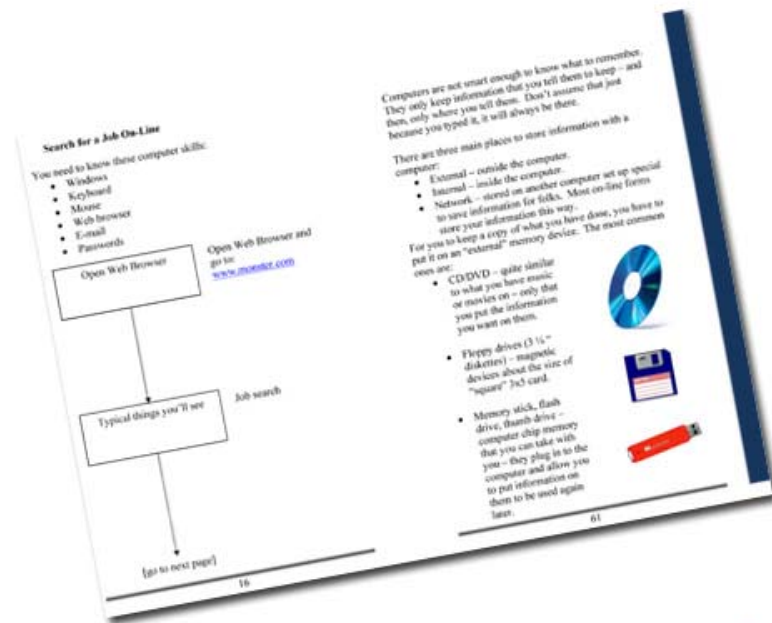 Search for a Job On-Line
You need to know these computer skills:
• Windows
• Keyboard
• Mouse
• Web browser
• E-mail
• Passwords
Open Web Browser
Open Web Browser and
go to:
www.monster.com
Typical things you'll see
Job search
[go to next page]
16
Computers are not smart enough to know what to remember.
They only keep information that you tell them to keep – and
then, only where you tell them. Don't assume that just
because you typed it, it will always be there.
There are three main places to store information with a
computer:
• External – outside the computer.
• Internal – inside the computer.
• Network – stored on another computer set up special
to save information for folks. Most on-line forms
store your information this way.
For you to keep a copy of what you have done, you have to
put it on an "external" memory device. The most common
ones are:
• CD/DVD – quite similar
to what you have music
or movies on – only that
you put the information
you want on them.
• Floppy drives (3 ½ "
diskettes) – magnetic
devices about the size of
"square" 3x5 card.
• Memory stick, flash
drive, thumb drive –
computer chip memory
that you can take with
you – they plug in to the
computer and allow you
to put information on
them to be used again
later.
61